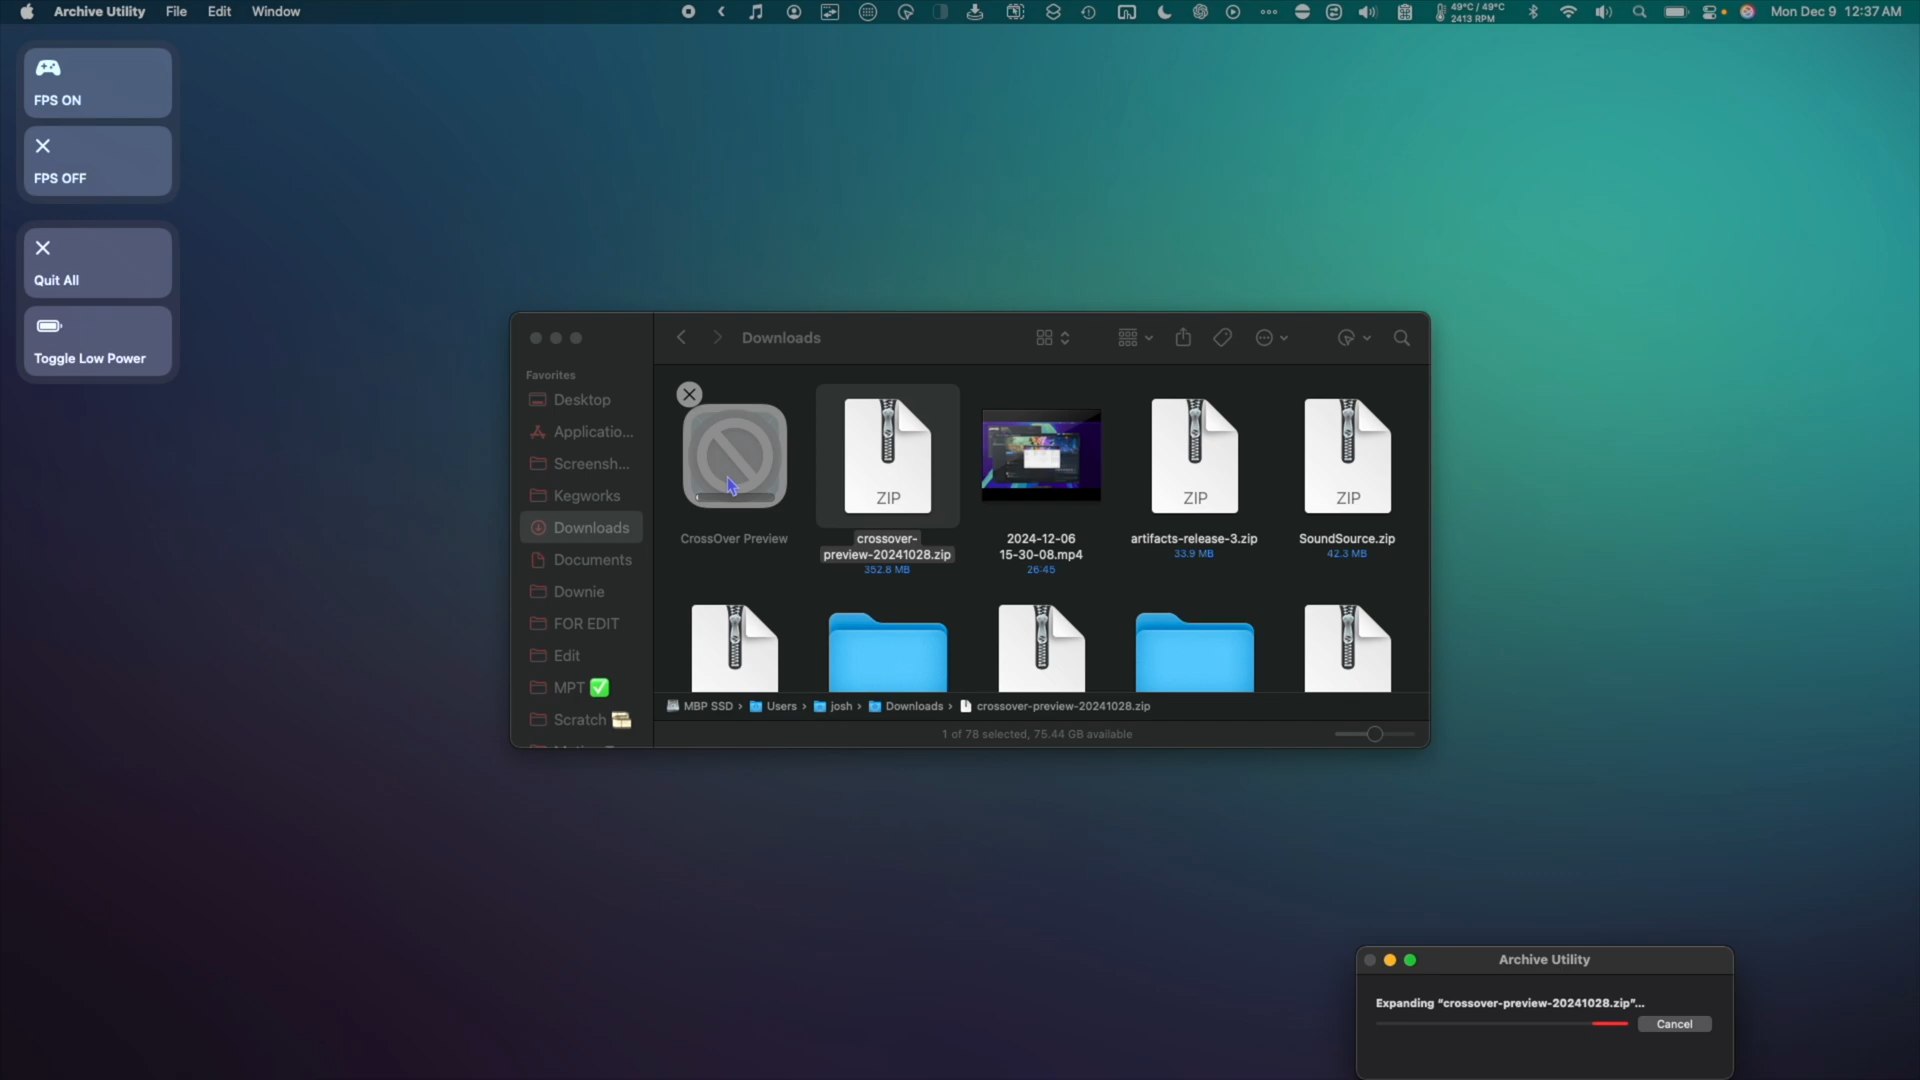 Archive Utility File Edit Window
49°C / 49°C
2413 RPM
Mon Dec 9 12:37 AM
FPS ON
FPS OFF
Quit All
Toggle Low Power
Downloads
Favorites
Desktop
Applicatio...
Screensh...
Kegworks
Downloads
Documents
Downie
FOR EDIT
Edit
MPT ✅
Scratch
CrossOver Preview
ZIP
crossover-
preview-20241028.zip
352.8 MB
2024-12-06
15-30-08.mp4
26:45
ZIP
artifacts-release-3.zip
33.9 MB
ZIP
SoundSource.zip
42.3 MB
MBP SSD › Users › josh › Downloads › crossover-preview-20241028.zip
1 of 78 selected, 75.44 GB available
Archive Utility
Expanding “crossover-preview-20241028.zip”...
Cancel